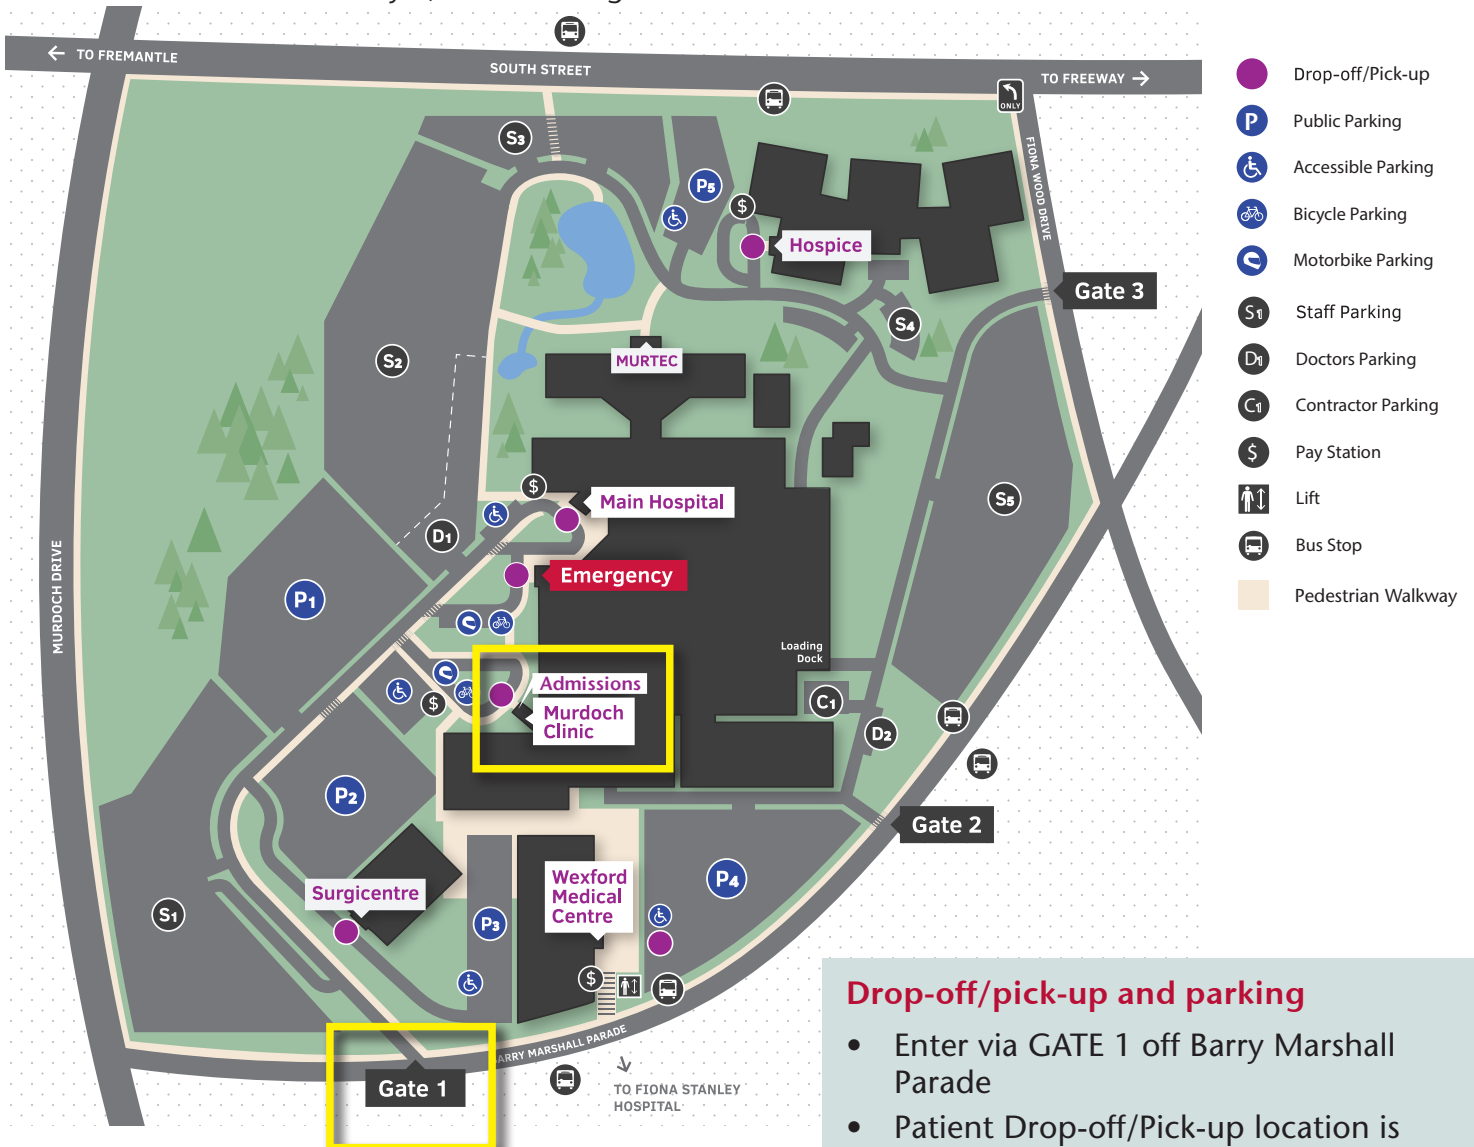 TO FREMANTLE
SOUTH STREET
TO FREEWAY
ONLY
FIONA WOOD DRIVE
S3
P5
$
Hospice
Gate 3
S4
S2
MURTEC
$
Main Hospital
D1
S5
Emergency
P1
MURDOCH DRIVE
Loading
Dock
Admissions
Murdoch
Clinic
$
C1
D2
P2
Gate 2
Surgicentre
Wexford
Medical
Centre
P4
S1
P3
$
BARRY MARSHALL PARADE
Gate 1
TO FIONA STANLEY
HOSPITAL
Drop-off/Pick-up
P Public Parking
Accessible Parking
Bicycle Parking
Motorbike Parking
S1 Staff Parking
D1 Doctors Parking
C1 Contractor Parking
$ Pay Station
Lift
Bus Stop
Pedestrian Walkway
Drop-off/pick-up and parking
• Enter via GATE 1 off Barry Marshall
Parade
• Patient Drop-off/Pick-up location is